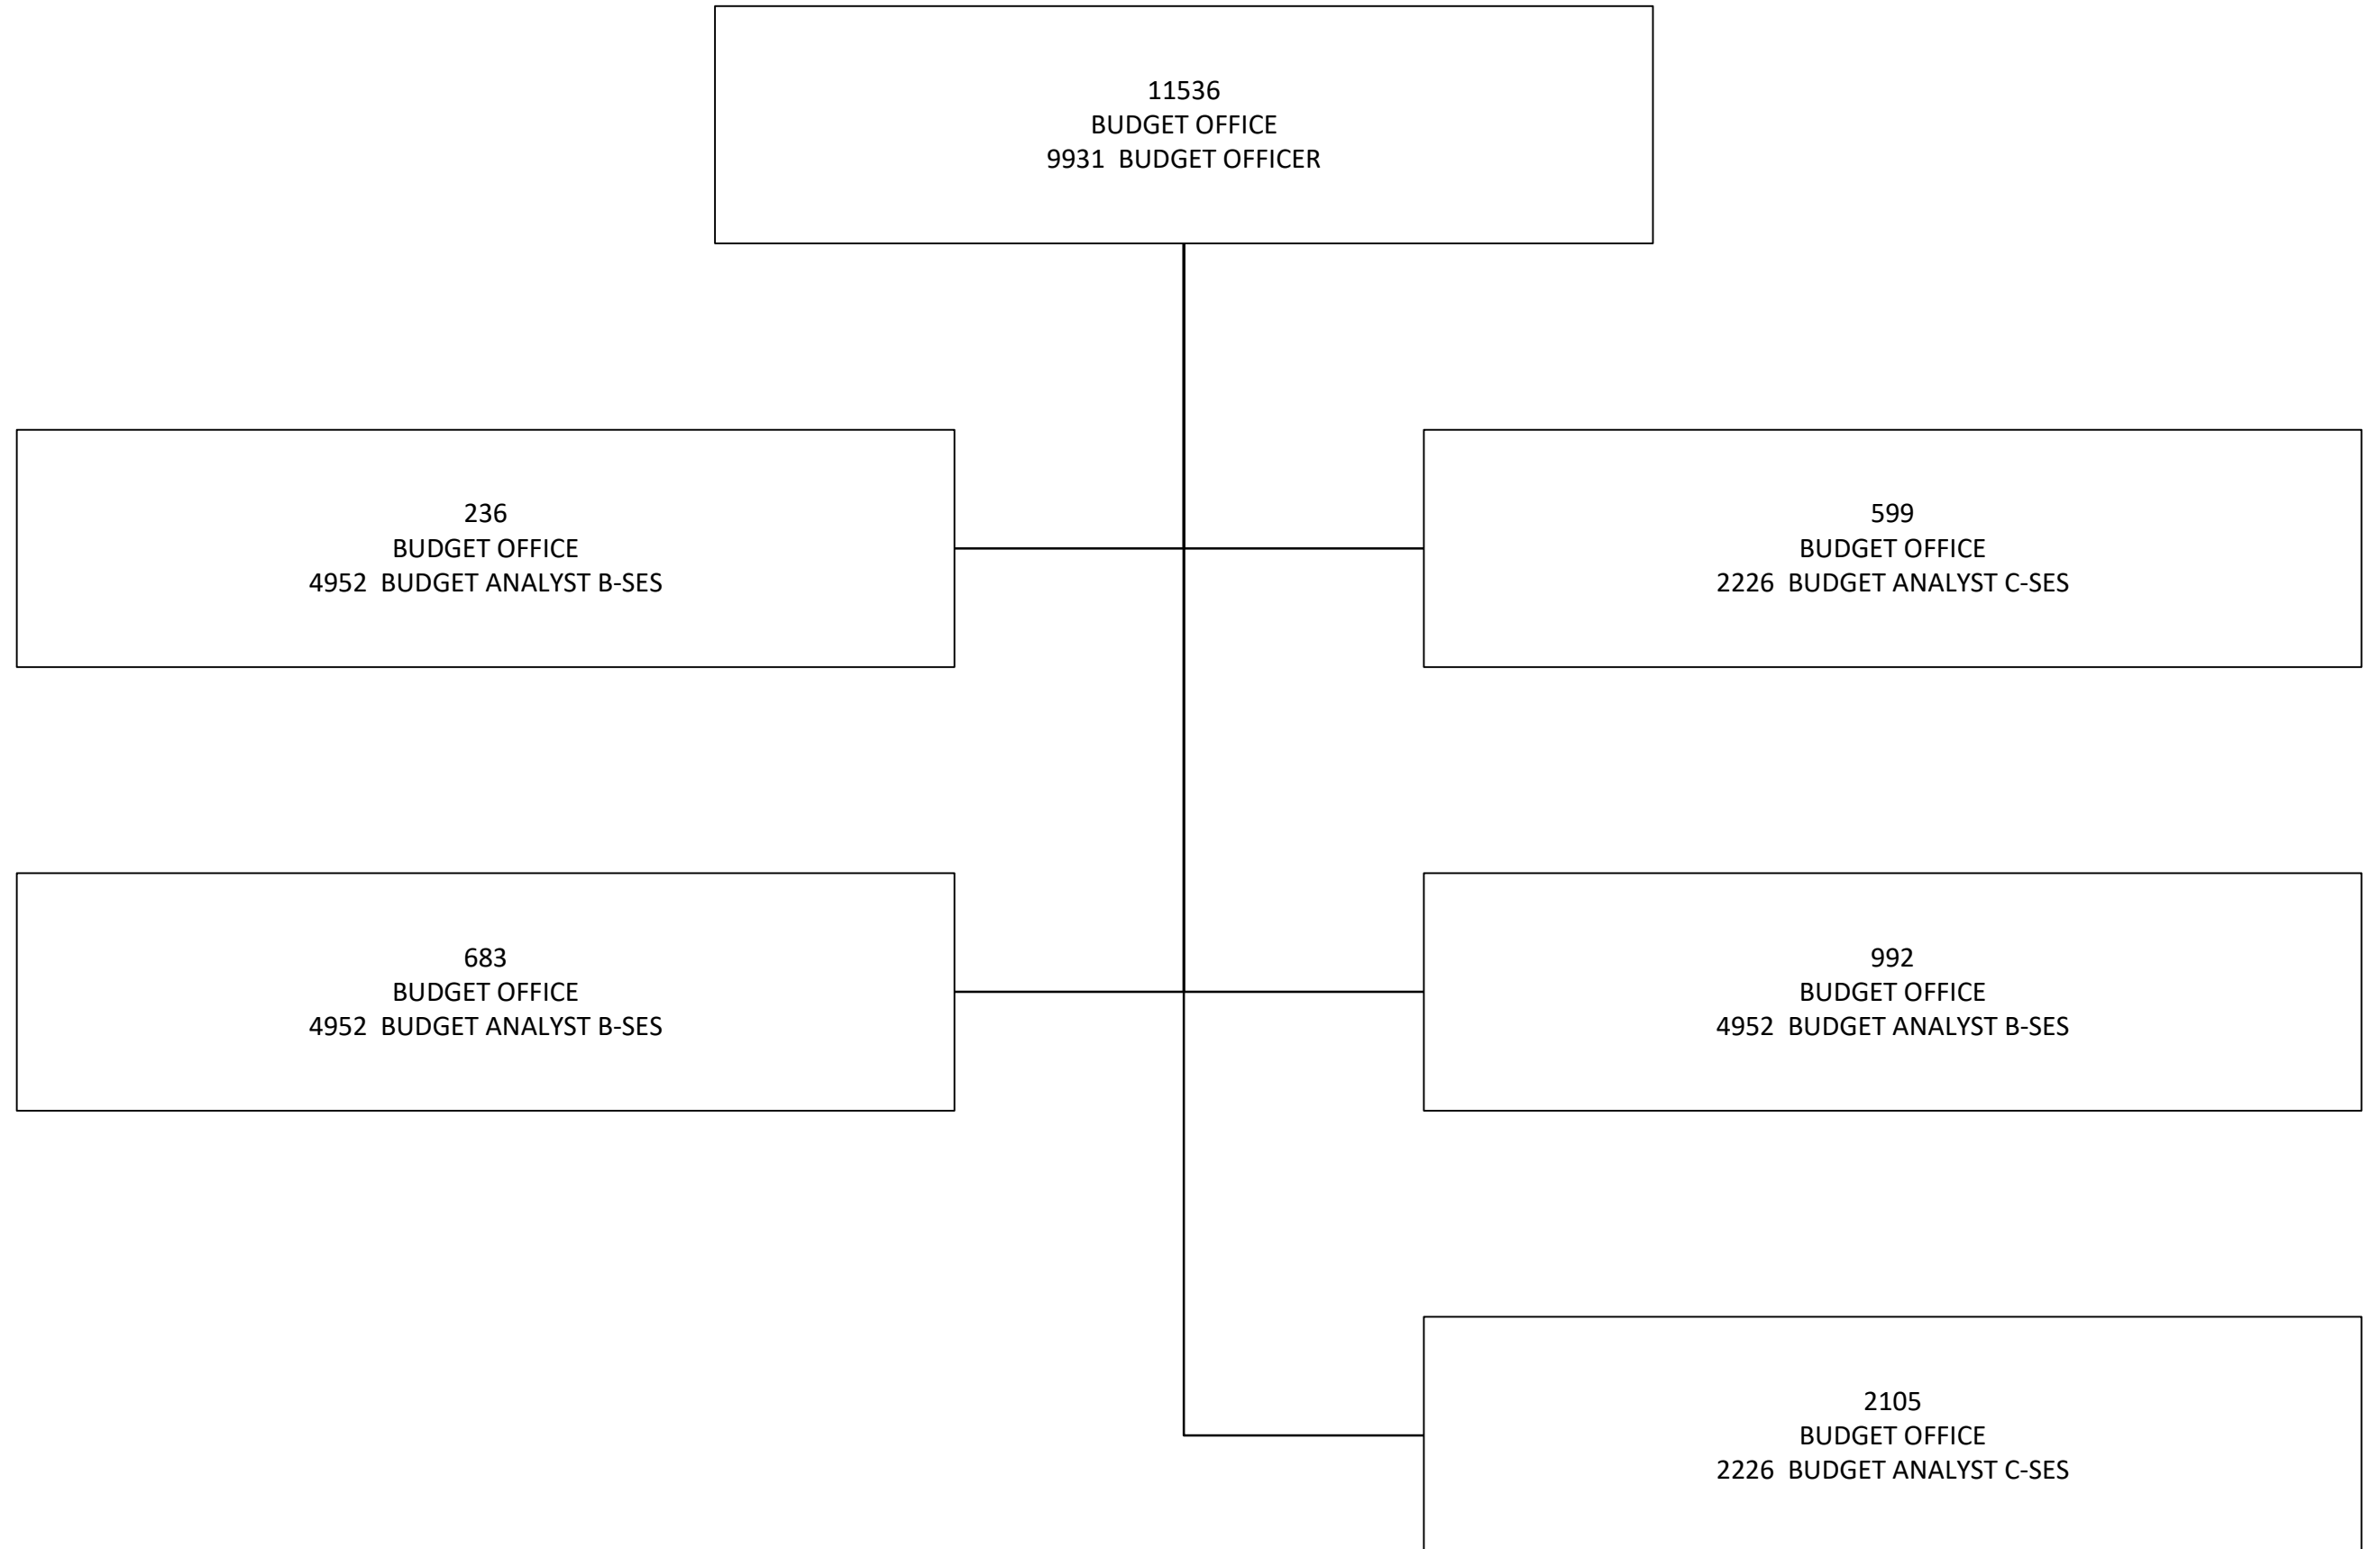 11536
BUDGET OFFICE
9931  BUDGET OFFICER
236
BUDGET OFFICE
4952  BUDGET ANALYST B-SES
599
BUDGET OFFICE
2226  BUDGET ANALYST C-SES
683
BUDGET OFFICE
4952  BUDGET ANALYST B-SES
992
BUDGET OFFICE
4952  BUDGET ANALYST B-SES
2105
BUDGET OFFICE
2226  BUDGET ANALYST C-SES